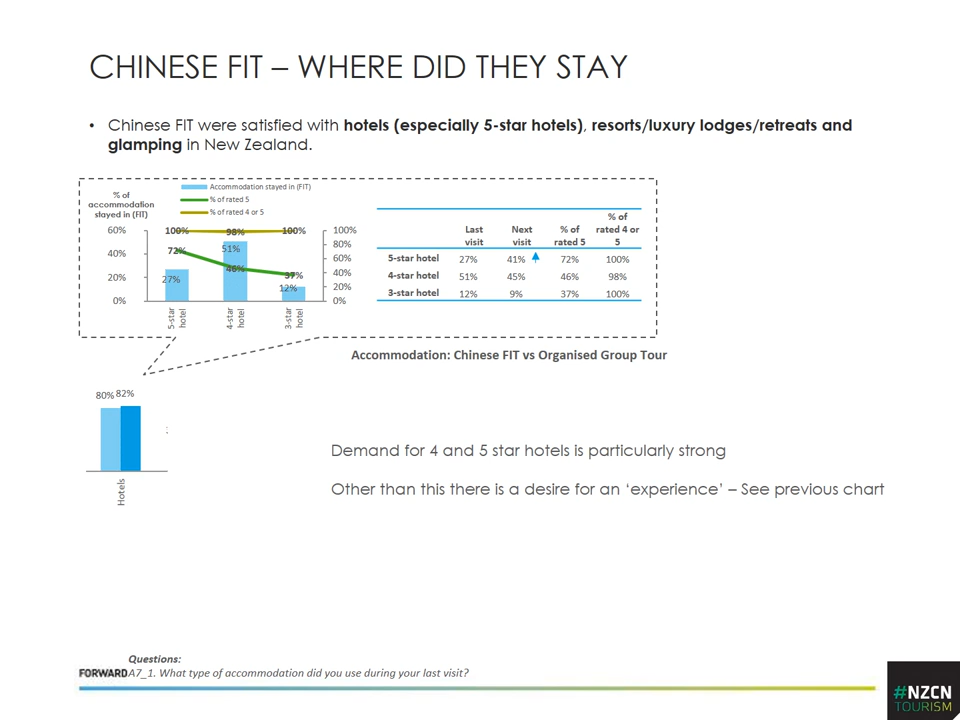 CHINESE FIT – WHERE DID THEY STAY
• Chinese FIT were satisfied with hotels (especially 5-star hotels), resorts/luxury lodges/retreats and
glamping in New Zealand.
% of
accommodation
stayed in (FIT)
Accommodation stayed in (FIT)
% of rated 5
% of rated 4 or 5
60%
40%
20%
0%
100%
98%
100%
72%
51%
46%
37%
27%
12%
100%
80%
60%
40%
20%
0%
5-star
hotel
4-star
hotel
3-star
hotel
Last
visit
Next
visit
% of
rated 5
% of
rated 4 or
5
5-star hotel 27% 41% 72% 100%
4-star hotel 51% 45% 46% 98%
3-star hotel 12% 9% 37% 100%
Accommodation: Chinese FIT vs Organised Group Tour
80% 82%
Hotels
Demand for 4 and 5 star hotels is particularly strong
Other than this there is a desire for an ‘experience’ – See previous chart
Questions:
FORWARD A7_1. What type of accommodation did you use during your last visit?
#NZCN
TOURISM